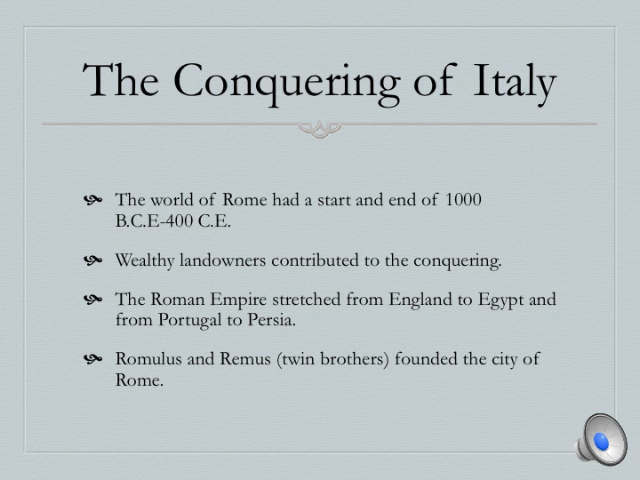 The Conquering of Italy
The world of Rome had a start and end of 1000
B.C.E-400 C.E.
Wealthy landowners contributed to the conquering.
The Roman Empire stretched from England to Egypt and
from Portugal to Persia.
Romulus and Remus (twin brothers) founded the city of
Rome.